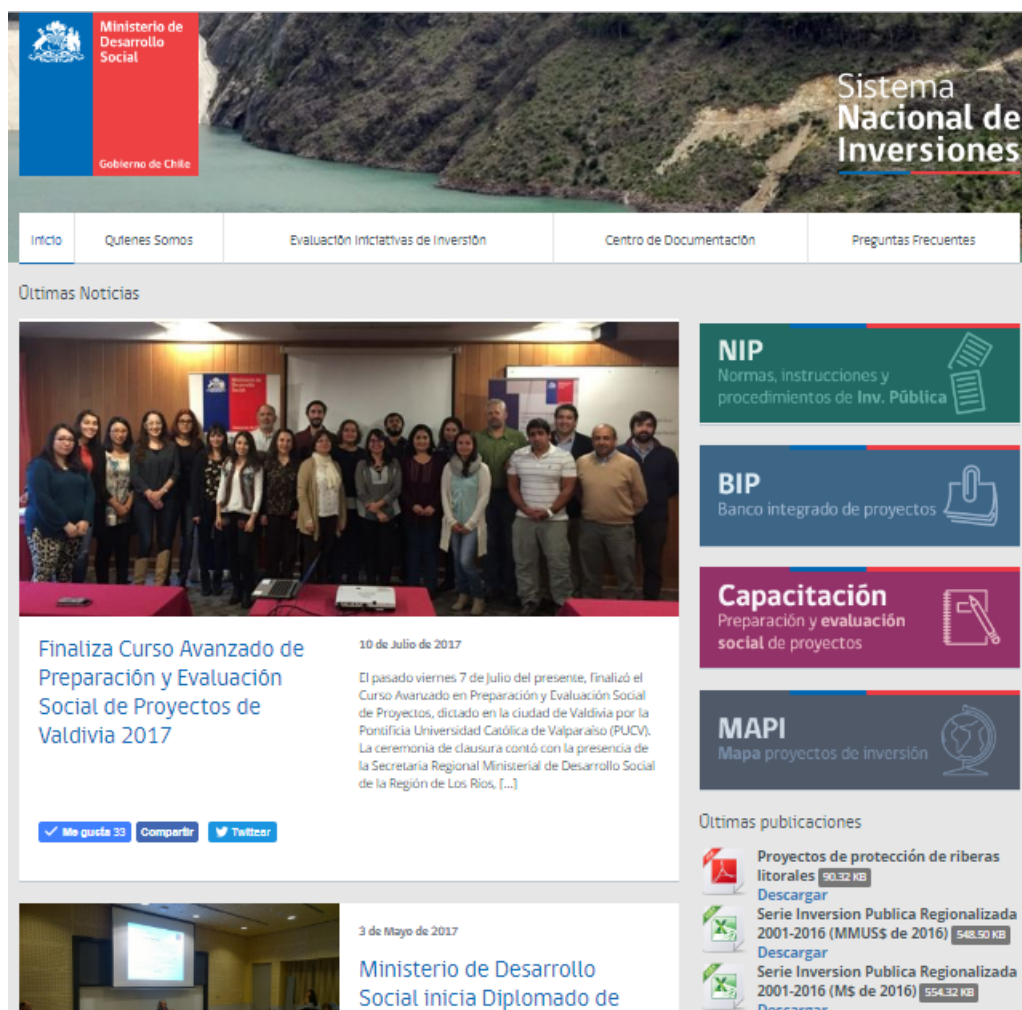 Ministerio de
Desarrollo
Social
Gobierno de Chile
Sistema
Nacional de
Inversiones
Inicio
Quienes Somos
Evaluación Iniciativas de Inversión
Centro de Documentación
Preguntas Frecuentes
Últimas Noticias
Finaliza Curso Avanzado de
Preparación y Evaluación
Social de Proyectos de
Valdivia 2017
10 de Julio de 2017
El pasado viernes 7 de Julio del presente, finalizó el
Curso Avanzado en Preparación y Evaluación Social
de Proyectos, dictado en la ciudad de Valdivia por la
Pontificia Universidad Católica de Valparaíso (PUCV).
La ceremonia de clausura contó con la presencia de
la Secretaria Regional Ministerial de Desarrollo Social
de la Región de Los Ríos, [...]
Me gusta 33
Compartir
Twittear
3 de Mayo de 2017
Ministerio de Desarrollo
Social inicia Diplomado de
NIP
Normas, instrucciones y
procedimientos de Inv. Pública
BIP
Banco integrado de proyectos
Capacitación
Preparación y evaluación
social de proyectos
MAPI
Mapa proyectos de inversión
Últimas publicaciones
Proyectos de protección de riberas
litorales 90.32 KB
Descargar
Serie Inversion Publica Regionalizada
2001-2016 (MMUS$ de 2016) 548.50 KB
Descargar
Serie Inversion Publica Regionalizada
2001-2016 (M$ de 2016) 554.32 KB
Descargar